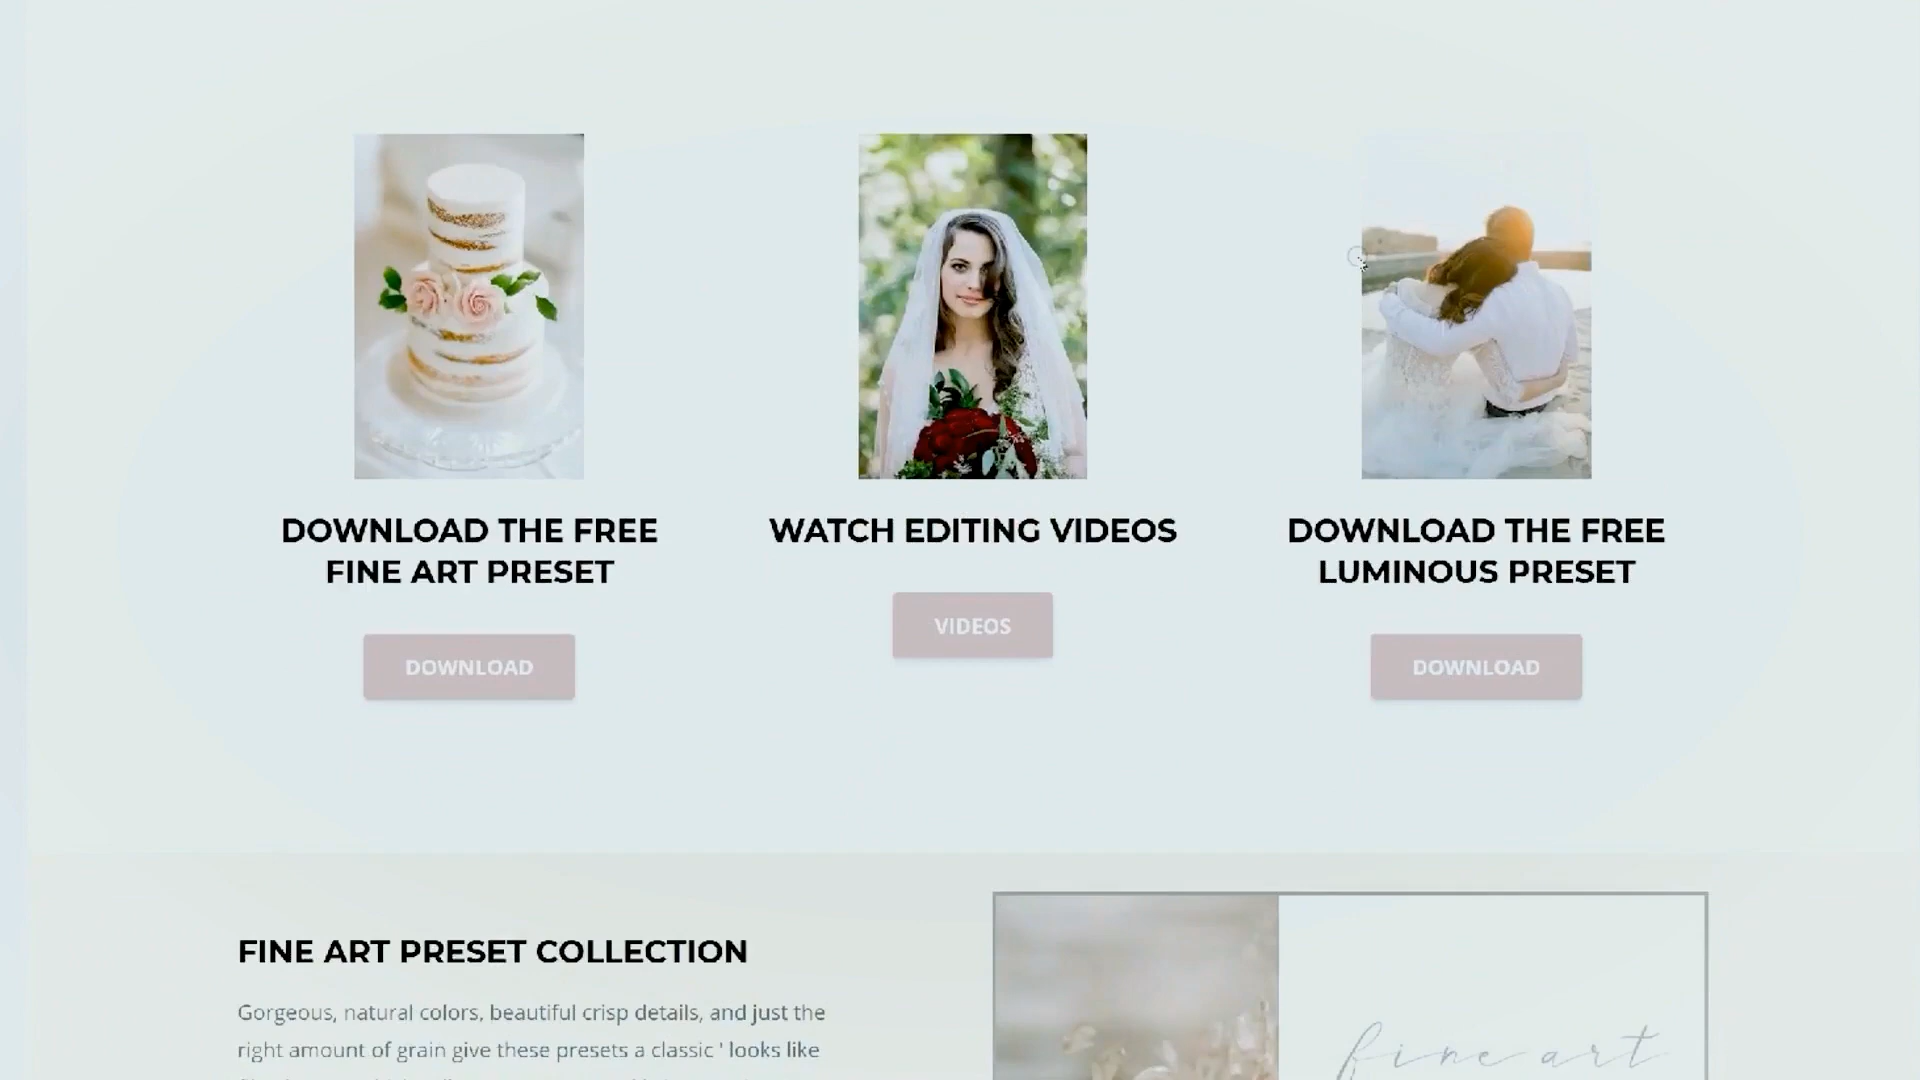 DOWNLOAD THE FREE
FINE ART PRESET
DOWNLOAD
WATCH EDITING VIDEOS
VIDEOS
DOWNLOAD THE FREE
LUMINOUS PRESET
DOWNLOAD
FINE ART PRESET COLLECTION
Gorgeous, natural colors, beautiful crisp details, and just the
right amount of grain give these presets a classic ' looks like
fine art